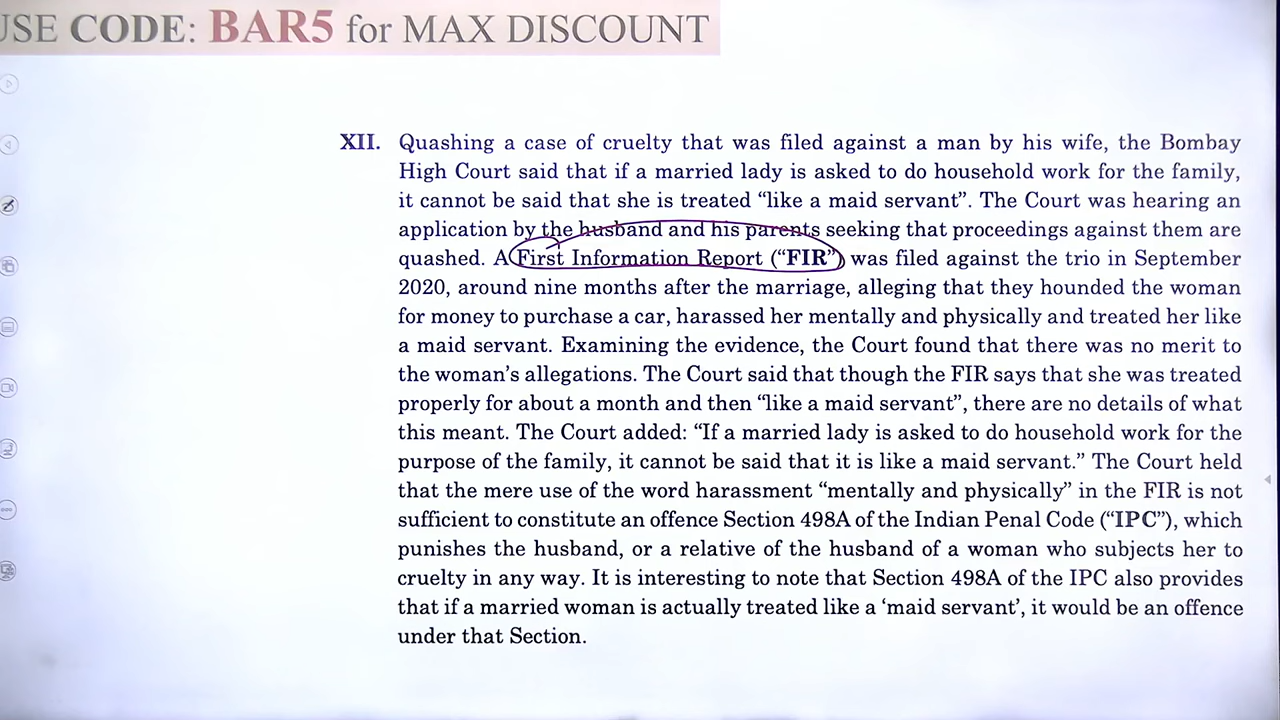 USE CODE: BAR5 for MAX DISCOUNT
XII. Quashing a case of cruelty that was filed against a man by his wife, the Bombay
High Court said that if a married lady is asked to do household work for the family,
it cannot be said that she is treated “like a maid servant”. The Court was hearing an
application by the husband and his parents seeking that proceedings against them are
quashed. A First Information Report (“FIR”) was filed against the trio in September
2020, around nine months after the marriage, alleging that they hounded the woman
for money to purchase a car, harassed her mentally and physically and treated her like
a maid servant. Examining the evidence, the Court found that there was no merit to
the woman’s allegations. The Court said that though the FIR says that she was treated
properly for about a month and then “like a maid servant”, there are no details of what
this meant. The Court added: “If a married lady is asked to do household work for the
purpose of the family, it cannot be said that it is like a maid servant.” The Court held
that the mere use of the word harassment “mentally and physically” in the FIR is not
sufficient to constitute an offence Section 498A of the Indian Penal Code (“IPC”), which
punishes the husband, or a relative of the husband of a woman who subjects her to
cruelty in any way. It is interesting to note that Section 498A of the IPC also provides
that if a married woman is actually treated like a ‘maid servant’, it would be an offence
under that Section.